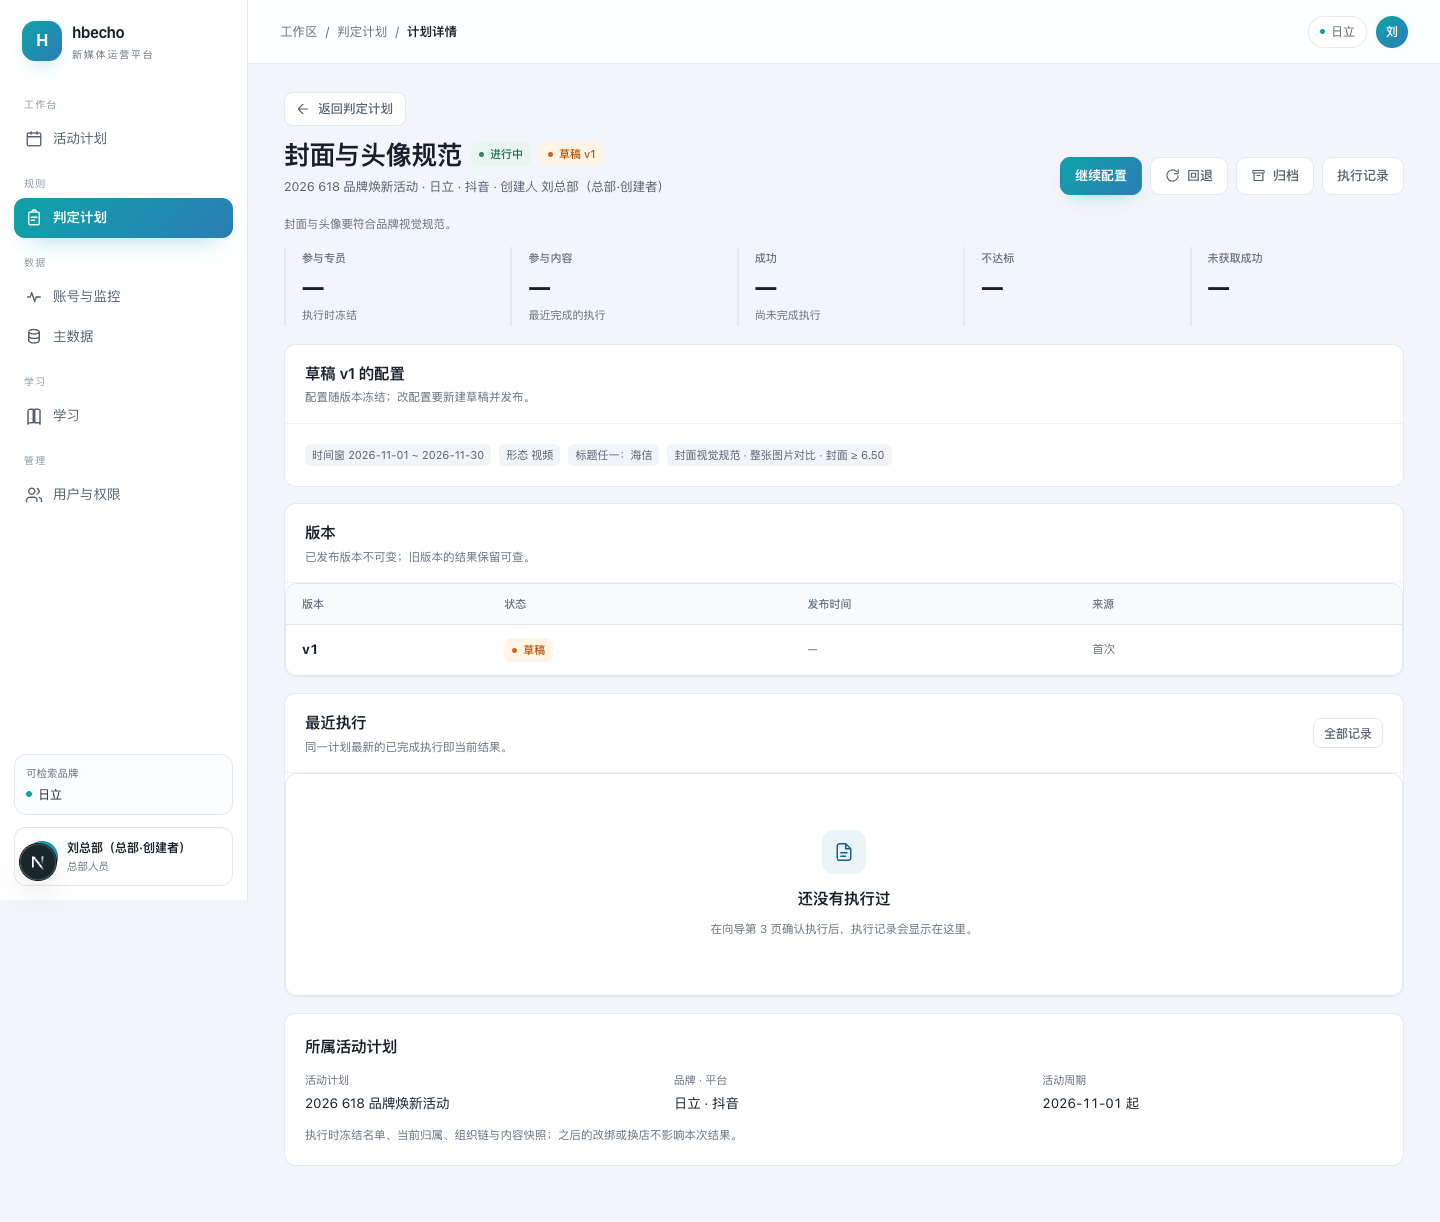 H
hbecho
新媒体运营平台
工作台
活动计划
规则
判定计划
数据
账号与监控
主数据
学习
学习
管理
用户与权限
可检索品牌
日立
N
刘总部（总部·创建者）
总部人员
工作区 / 判定计划 / 计划详情
日立
刘
返回判定计划
封面与头像规范 进行中 草稿 v1
2026 618 品牌焕新活动 · 日立 · 抖音 · 创建人 刘总部（总部·创建者）
继续配置 回退 归档 执行记录
封面与头像要符合品牌视觉规范。
参与专员
—
执行时冻结
参与内容
—
最近完成的执行
成功
—
尚未完成执行
不达标
—
未获取成功
—
草稿 v1 的配置
配置随版本冻结；改配置要新建草稿并发布。
时间窗 2026-11-01 ~ 2026-11-30 形态 视频 标题任一：海信 封面视觉规范 · 整张图片对比 · 封面 ≥ 6.50
版本
已发布版本不可变；旧版本的结果保留可查。
版本 状态 发布时间 来源
v1 草稿 — 首次
最近执行
同一计划最新的已完成执行即当前结果。
全部记录
还没有执行过
在向导第 3 页确认执行后，执行记录会显示在这里。
所属活动计划
活动计划 品牌 · 平台 活动周期
2026 618 品牌焕新活动 日立 · 抖音 2026-11-01 起
执行时冻结名单、当前归属、组织链与内容快照；之后的改绑或换店不影响本次结果。